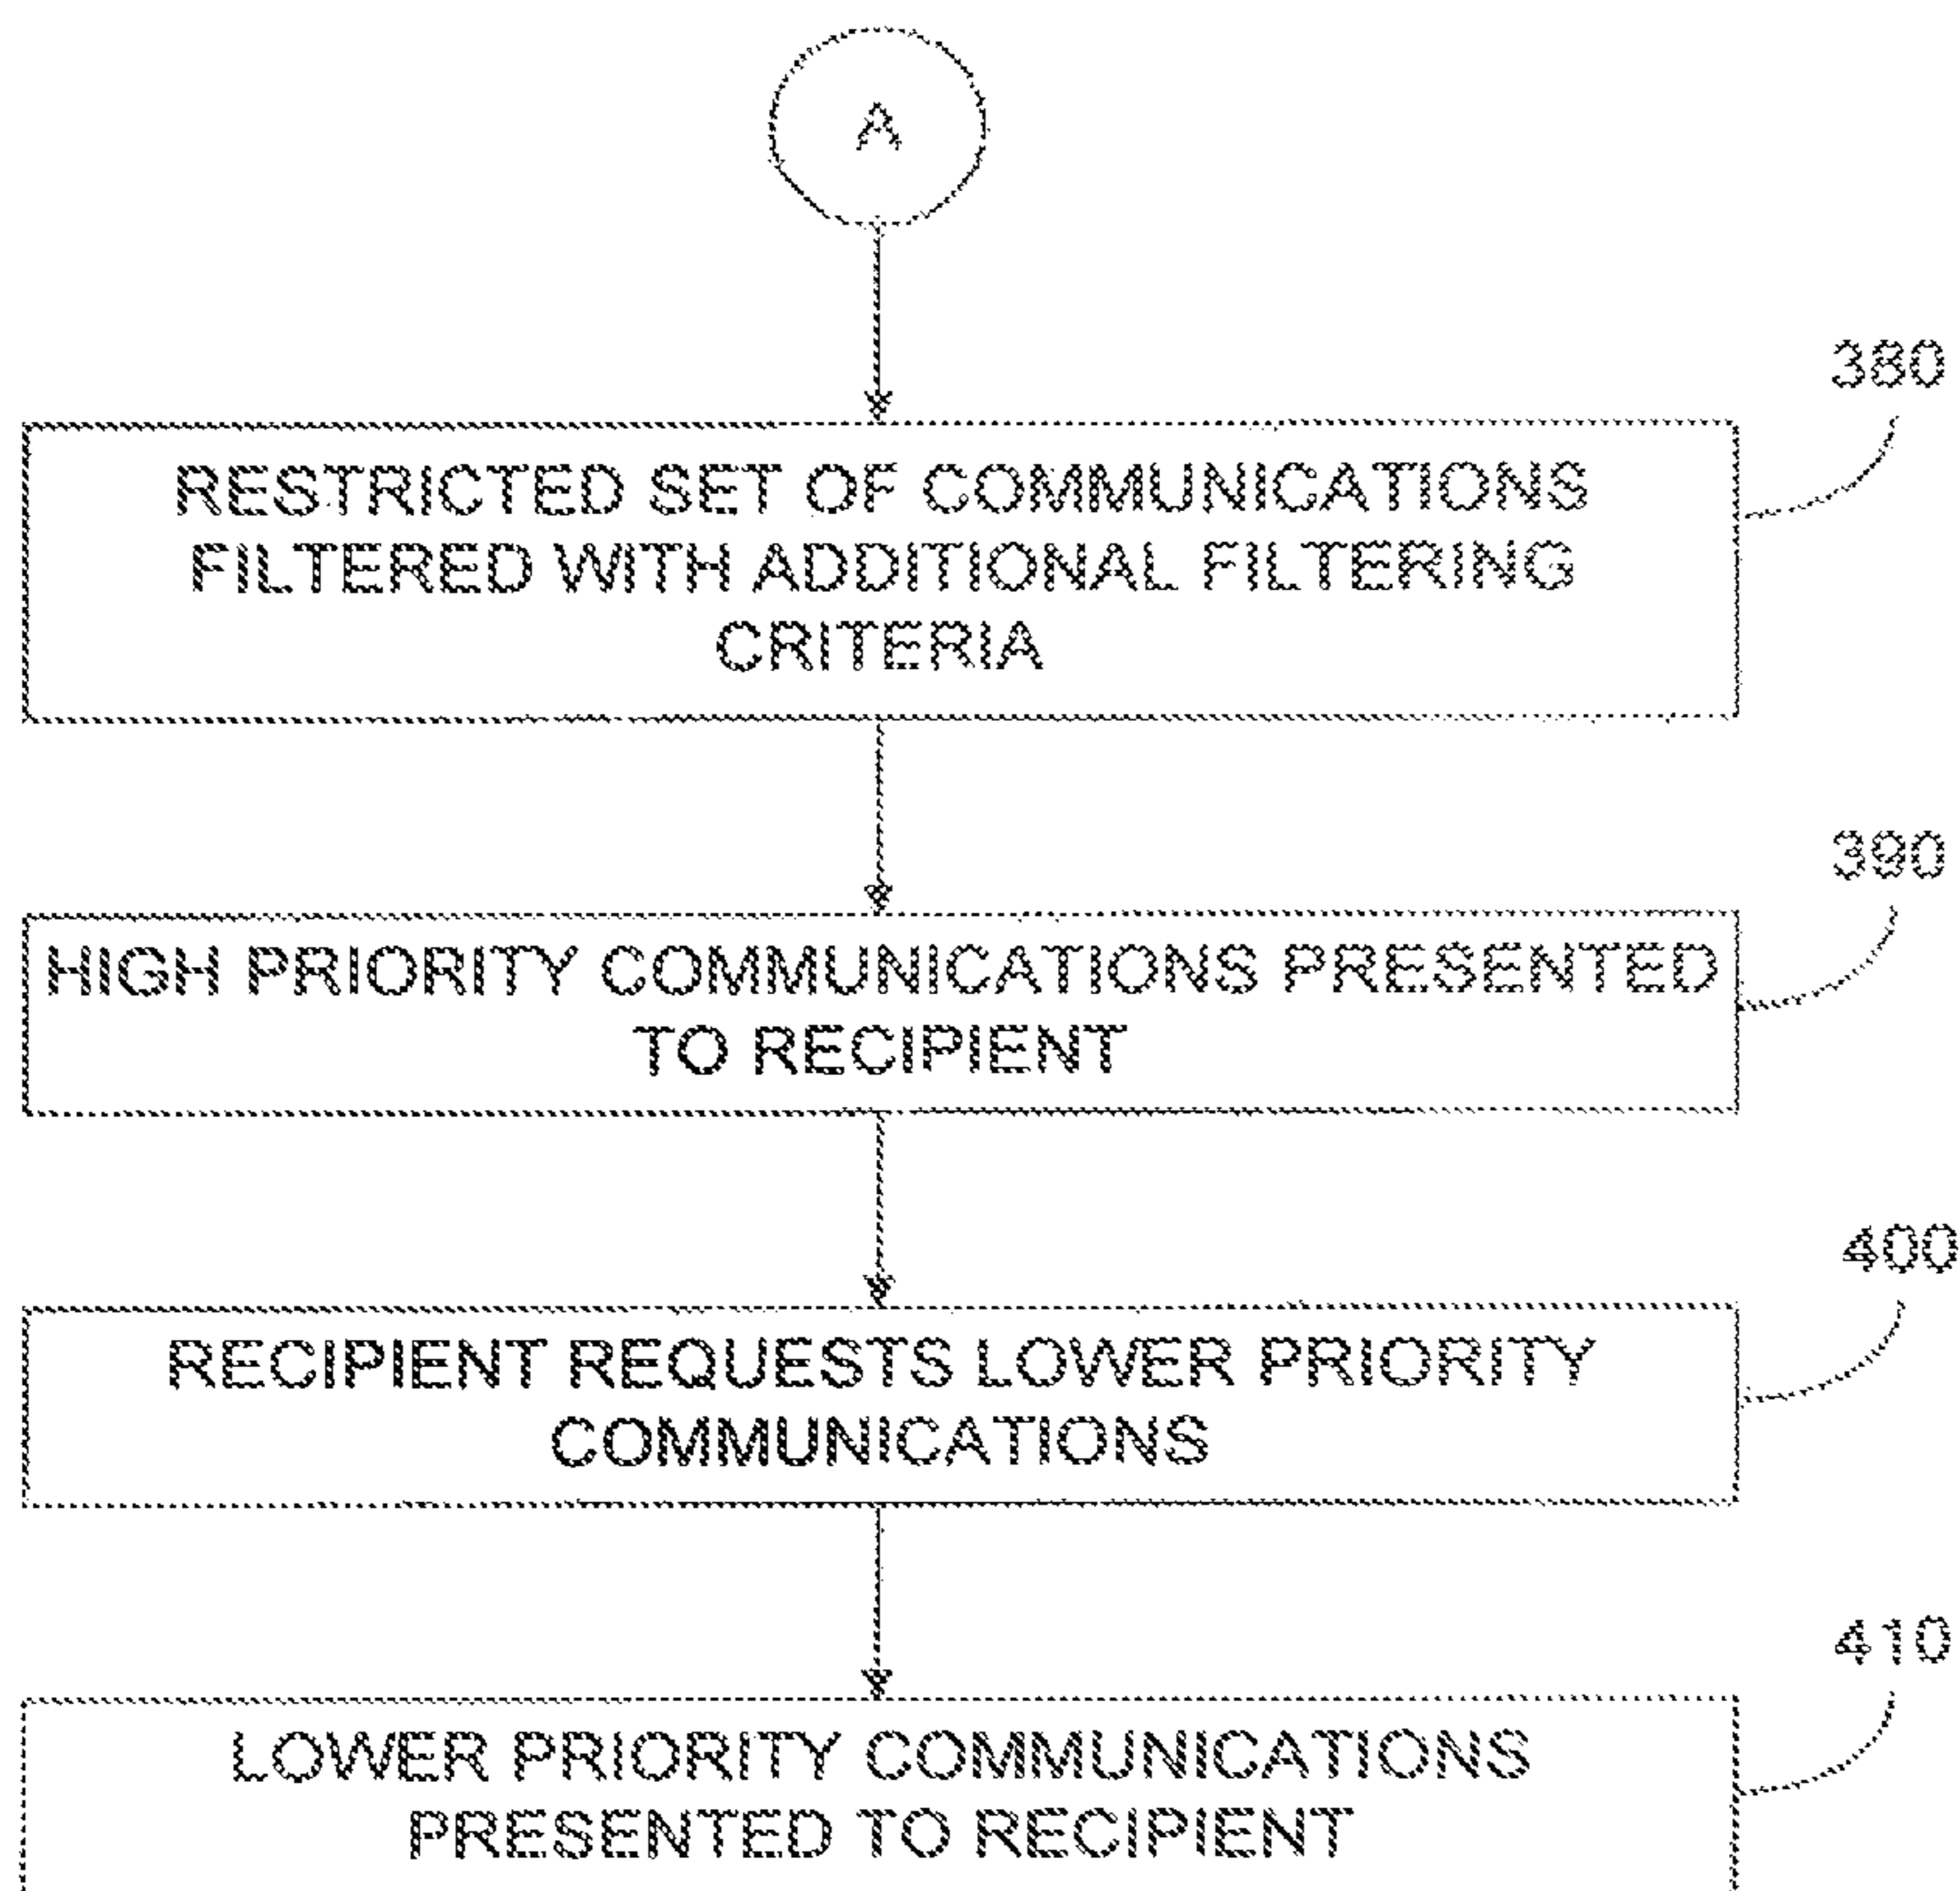 A
380
RESTRICTED SET OF COMMUNICATIONS
FILTERED WITH ADDITIONAL FILTERING
CRITERIA
390
HIGH PRIORITY COMMUNICATIONS PRESENTED
TO RECIPIENT
400
RECIPIENT REQUESTS LOWER PRIORITY
COMMUNICATIONS
410
LOWER PRIORITY COMMUNICATIONS
PRESENTED TO RECIPIENT